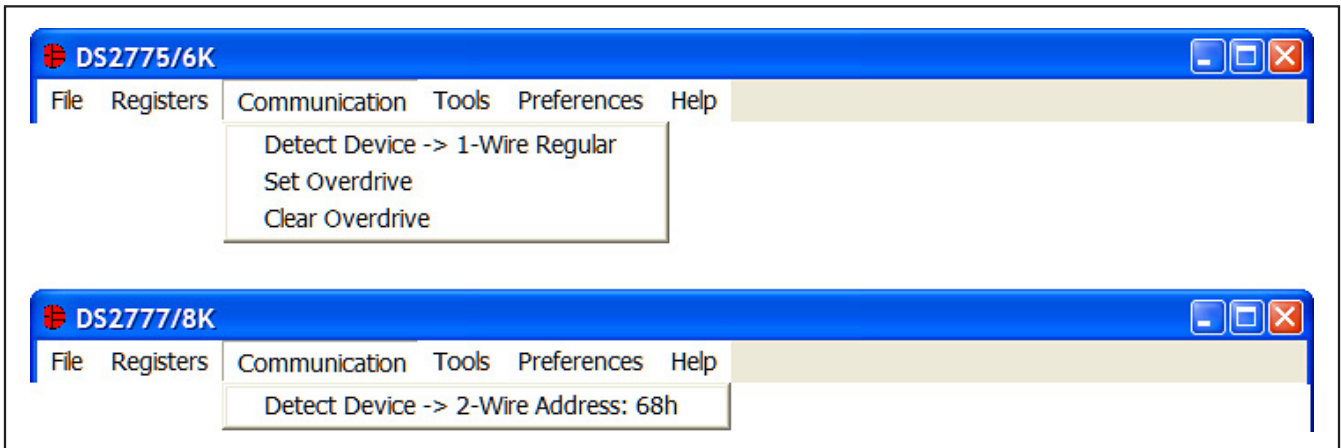 DS2775/6K
File Registers Communication Tools Preferences Help
Detect Device -> 1-Wire Regular
Set Overdrive
Clear Overdrive
DS2777/8K
File Registers Communication Tools Preferences Help
Detect Device -> 2-Wire Address: 68h